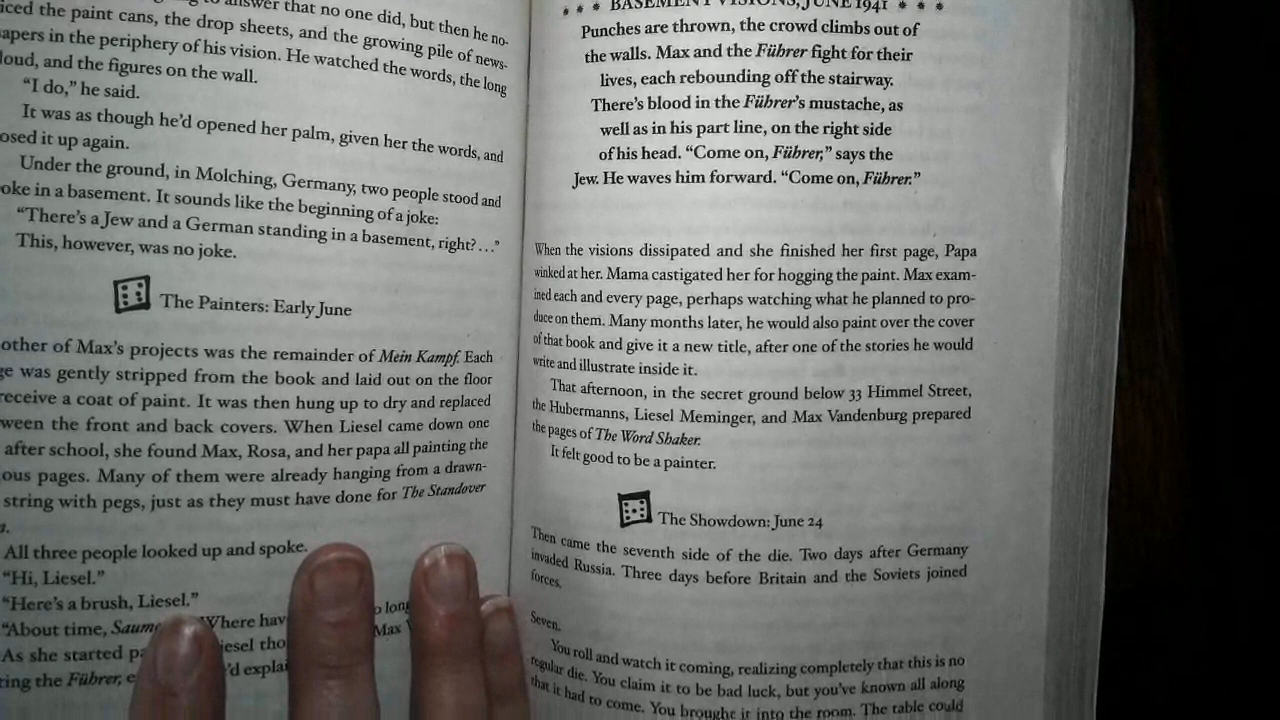 answer that no one did, but then he no-
iced the paint cans, the drop sheets, and the growing pile of news-
apers in the periphery of his vision. He watched the words, the long
loud, and the figures on the wall.
“I do,” he said.
It was as though he’d opened her palm, given her the words, and
osed it up again.
Under the ground, in Molching, Germany, two people stood and
oke in a basement. It sounds like the beginning of a joke:
“There’s a Jew and a German standing in a basement, right? . . .”
This, however, was no joke.
The Painters: Early June
other of Max’s projects was the remainder of Mein Kampf. Each
ge was gently stripped from the book and laid out on the floor
receive a coat of paint. It was then hung up to dry and replaced
ween the front and back covers. When Liesel came down one
after school, she found Max, Rosa, and her papa all painting the
ous pages. Many of them were already hanging from a drawn-
string with pegs, just as they must have done for The Standover
All three people looked up and spoke.
“Hi, Liesel.”
“Here’s a brush, Liesel.”
“About time, Saum Where hav o long
As she started pa iesel tho Max
ting the Führer, e ’d explai
* * * BASEMENT VISIONS, JUNE 1941 * * *
Punches are thrown, the crowd climbs out of
the walls. Max and the Führer fight for their
lives, each rebounding off the stairway.
There’s blood in the Führer’s mustache, as
well as in his part line, on the right side
of his head. “Come on, Führer,” says the
Jew. He waves him forward. “Come on, Führer.”
When the visions dissipated and she finished her first page, Papa
winked at her. Mama castigated her for hogging the paint. Max exam-
ined each and every page, perhaps watching what he planned to pro-
duce on them. Many months later, he would also paint over the cover
of that book and give it a new title, after one of the stories he would
write and illustrate inside it.
That afternoon, in the secret ground below 33 Himmel Street,
the Hubermanns, Liesel Meminger, and Max Vandenburg prepared
the pages of The Word Shaker.
It felt good to be a painter.
The Showdown: June 24
Then came the seventh side of the die. Two days after Germany
invaded Russia. Three days before Britain and the Soviets joined
forces.
Seven.
You roll and watch it coming, realizing completely that this is no
regular die. You claim it to be bad luck, but you’ve known all along
that it had to come. You brought it into the room. The table could